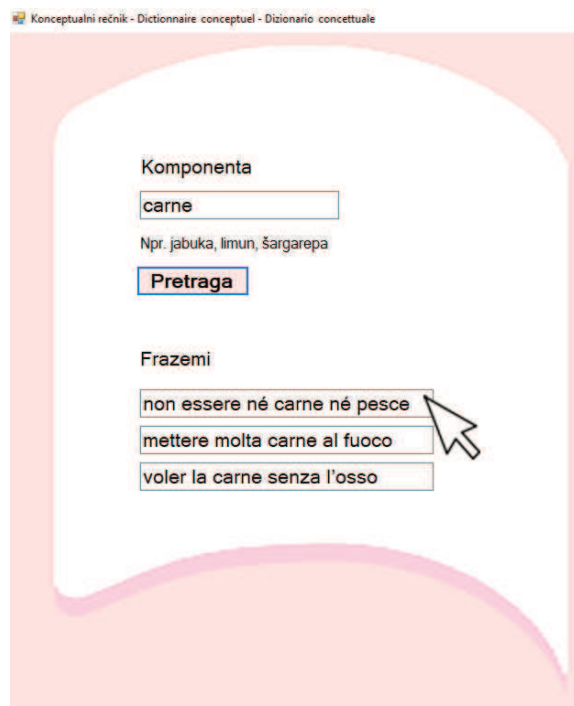 Konceptualni rečnik - Dictionnaire conceptuel - Dizionario concettuale
Komponenta
carne
Npr. jabuka, limun, šargarepa
Pretraga
Frazemi
non essere né carne né pesce
mettere molta carne al fuoco
voler la carne senza l’osso